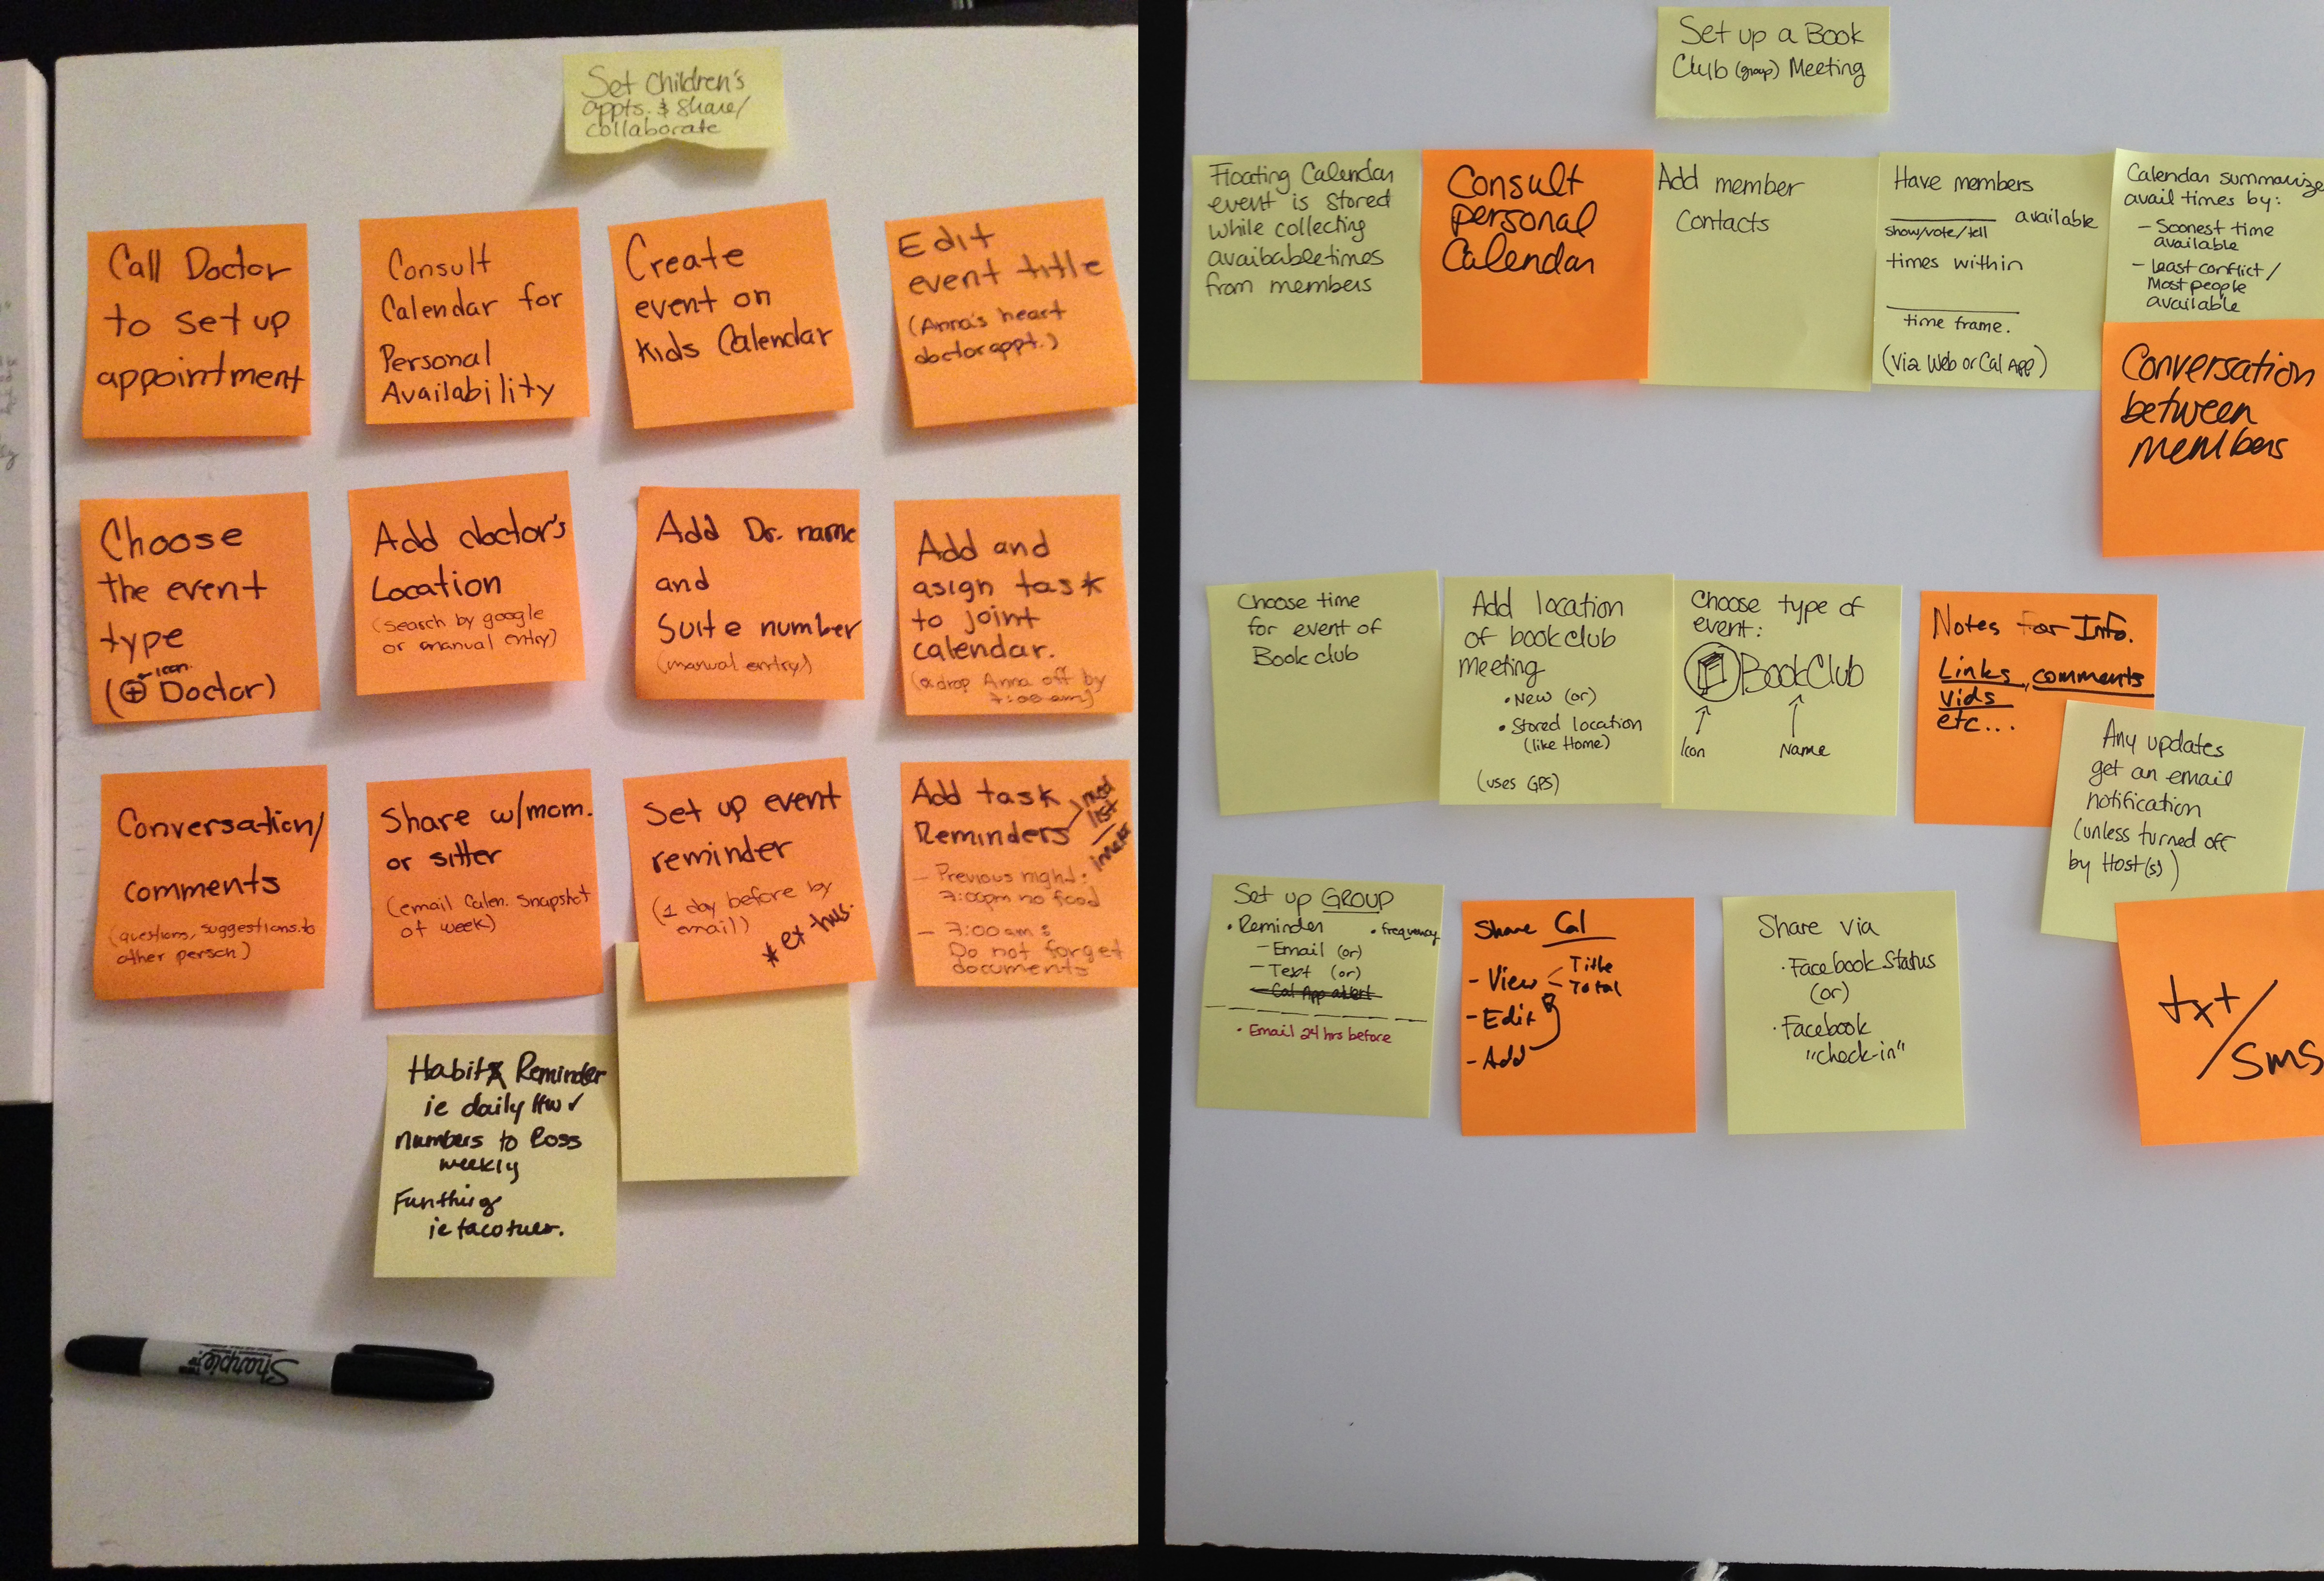 Set Children's
appts. & share/
collaborate
Call Doctor
to set up
appointment
Consult
Calendar for
Personal
Availability
Create
event on
Kids Calendar
Edit
event title
(Anna's heart
doctor appt.)
Choose
the event
type
icon.
(+ Doctor)
Add doctor's
Location
(search by google
or manual entry)
Add Dr. name
and
Suite number
(manual entry)
Add and
asign task
to joint
calendar.
(drop Anna off by
7:00 am)
Conversation/
comments
(questions, suggestions to
other person)
Share w/mom.
or sitter
(email Calen. Snapshot
of week)
Set up event
reminder
(1 day before by
email)
Add task
Reminders
list
- Previous night:
7:00pm no food
- 7:00 am:
Do not forget
documents
Habit Reminder
ie daily HW ✓
numbers to Boss
weekly
Fun thing
ie taco tues.
Sharpie
Set up a Book
Club (group) Meeting
Floating Calendar
event is stored
while collecting
available times
from members
Consult
personal
Calendar
Add member
Contacts
Have members
________ available
show/vote/tell
times within
________
time frame.
(via Web or Cal App)
Calendar summarize
avail times by:
- Soonest time
available
- Least conflict /
Most people
available
Conversation
between
members
Choose time
for event of
Book club
Add location
of book club
Meeting
• New (or)
• Stored location
(like Home)
(uses GPS)
Choose type of
event:
BookClub
Icon
Name
Notes for Info.
Links, comments
vids
etc...
Any updates
get an email
notification
(unless turned off
by Host(s))
Set up GROUP
• Reminder • frequency
- Email (or)
- Text (or)
- Cal App alert
• Email 24 hrs before
Share Cal
- View - Title
- Total
- Edit
- Add
Share via
• Facebook Status
(or)
• Facebook
"check-in"
txt/
sms